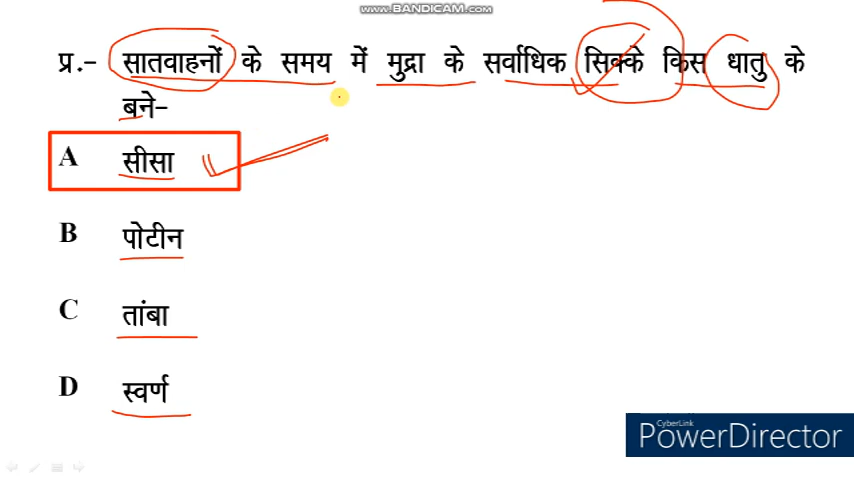 www.BANDICAM.com
प्र.- सातवाहनों के समय में मुद्रा के सर्वाधिक सिक्के किस धातु के
बने-
A सीसा
B पोटीन
C तांबा
D स्वर्ण
CyberLink
PowerDirector